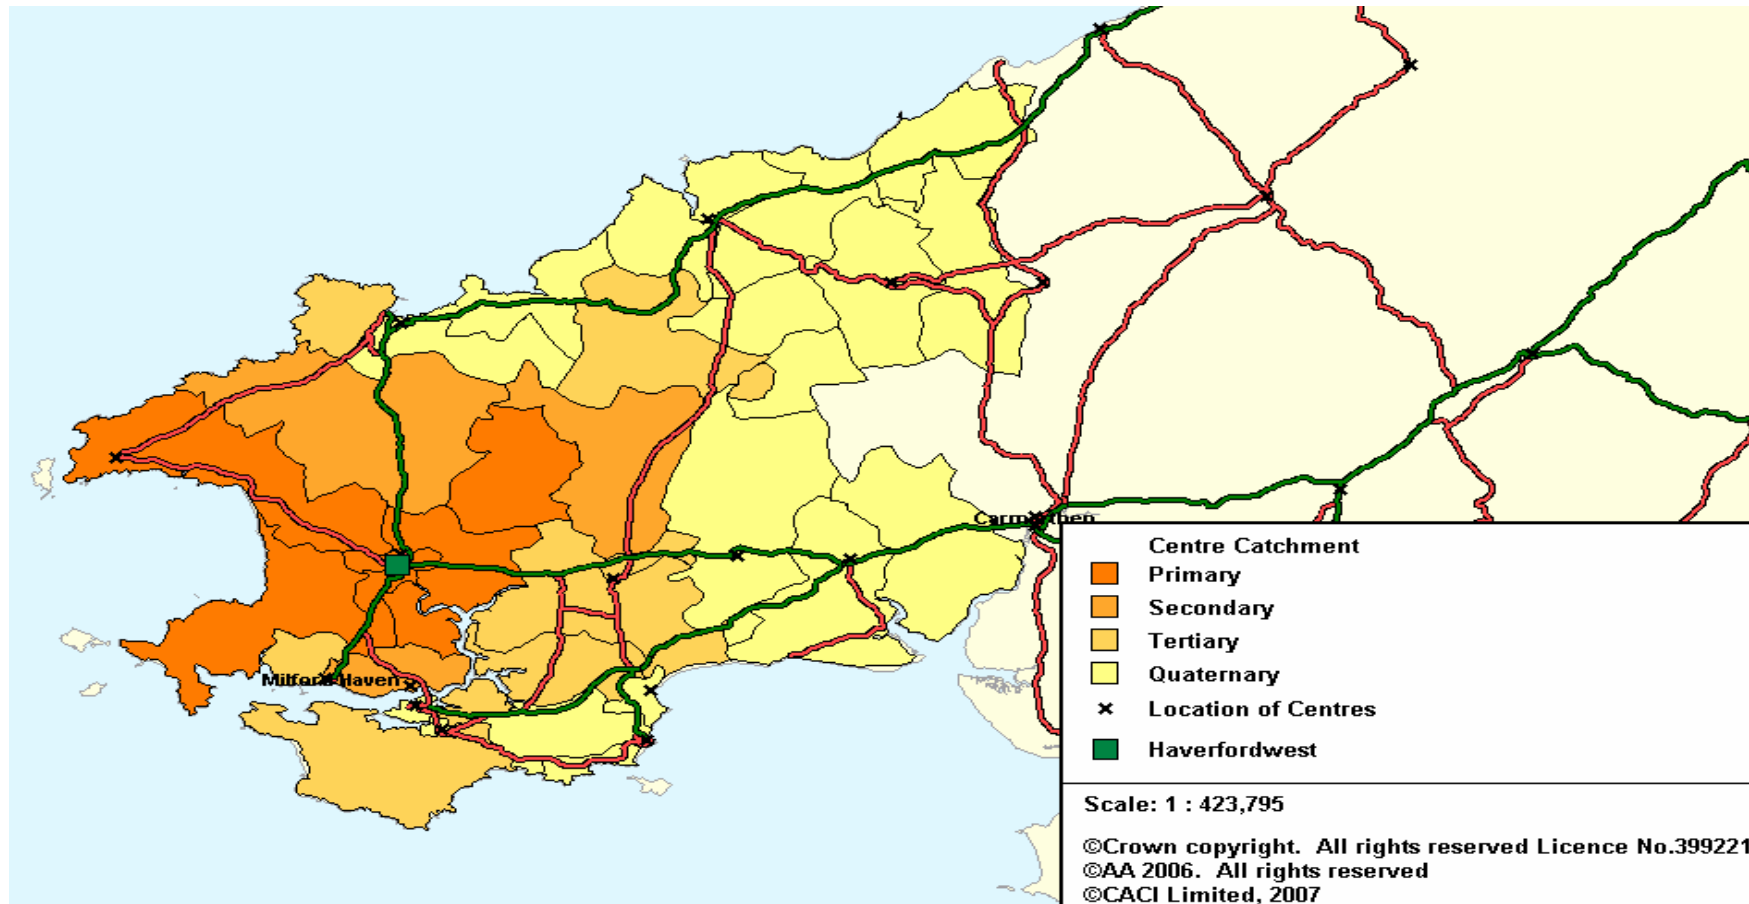 Carmarthen
Milford Haven
Centre Catchment
Primary
Secondary
Tertiary
Quaternary
Location of Centres
Haverfordwest
Scale: 1 : 423,795
©Crown copyright. All rights reserved Licence No.399221
©AA 2006. All rights reserved
©CACI Limited, 2007